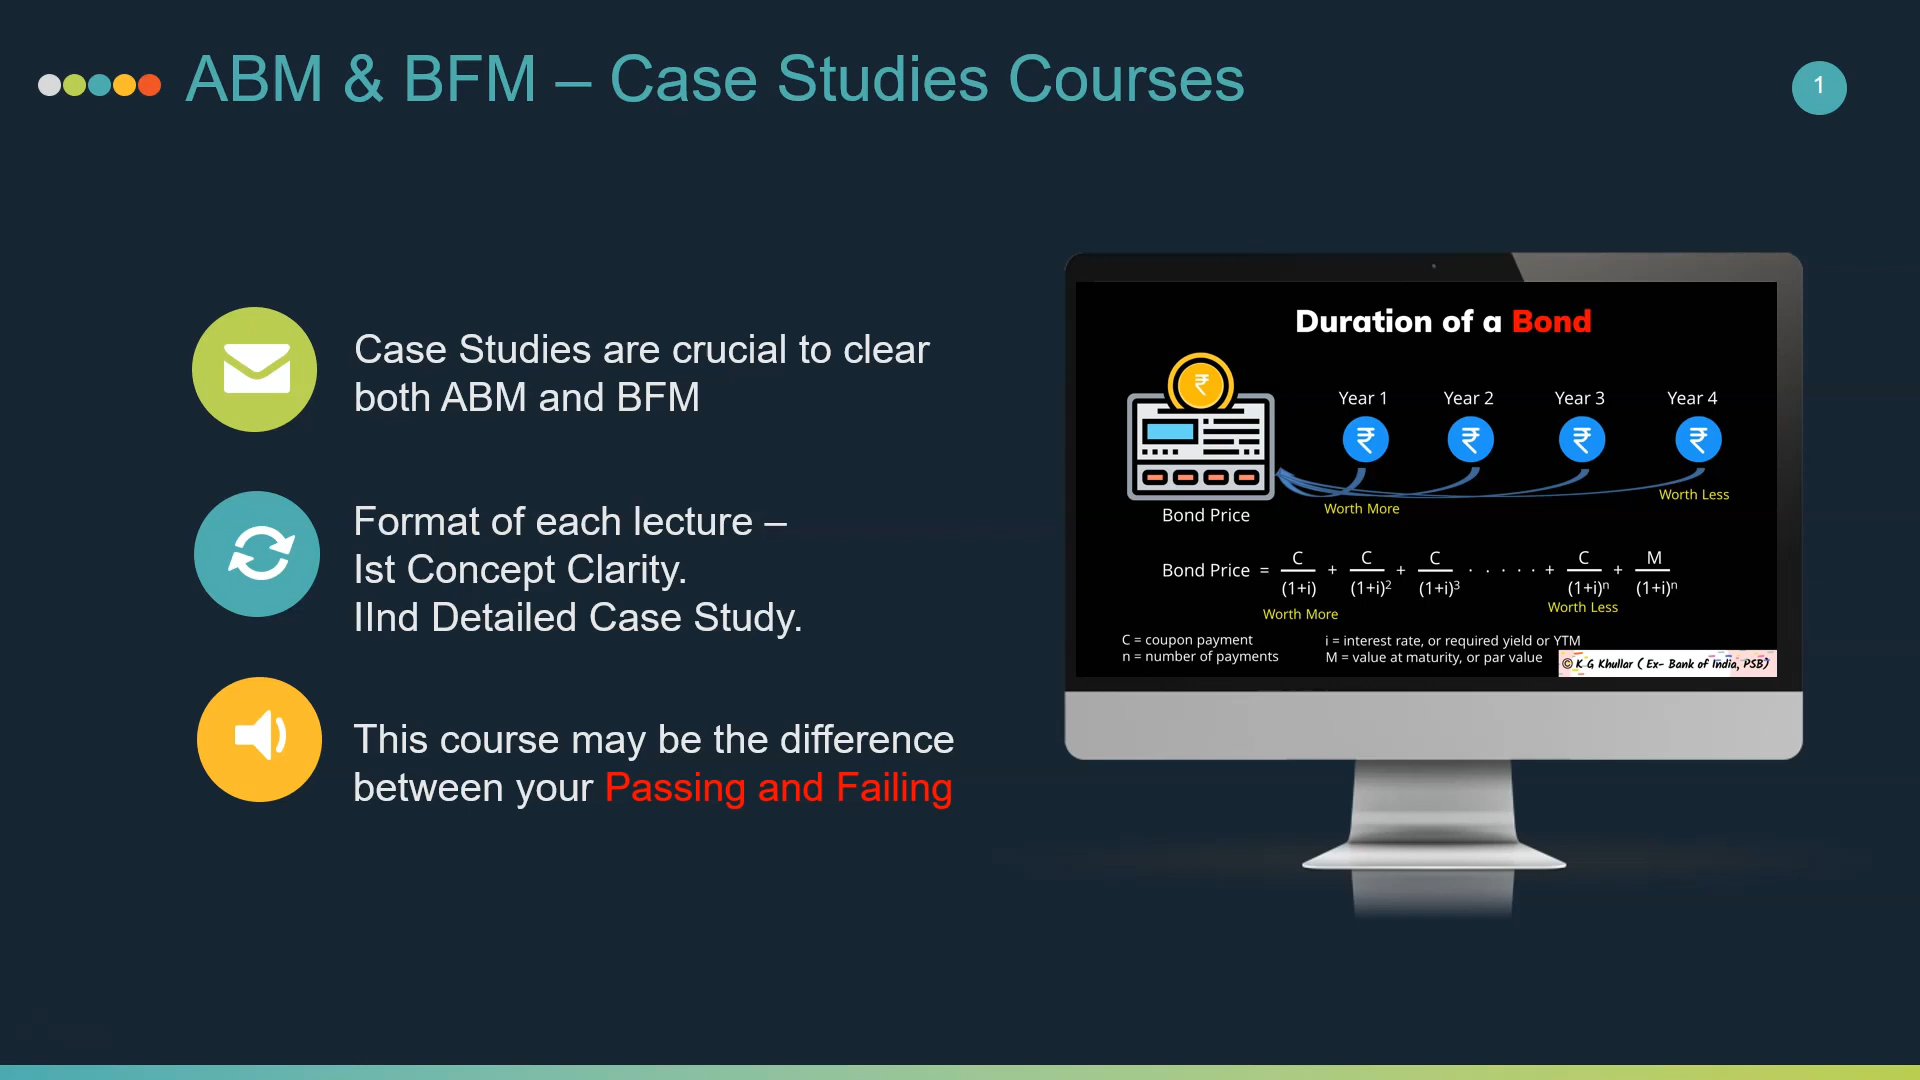 ABM & BFM – Case Studies Courses
1
Case Studies are crucial to clear
both ABM and BFM
Format of each lecture –
Ist Concept Clarity.
IInd Detailed Case Study.
This course may be the difference
between your Passing and Failing
Duration of a Bond
₹
Year 1 Year 2 Year 3 Year 4
₹ ₹ ₹ ₹
Worth Less
Worth More
Bond Price
C C C C M
Bond Price = + + + · · · · · + +
(1+i) (1+i)² (1+i)³ (1+i)ⁿ (1+i)ⁿ
Worth More Worth Less
C = coupon payment i = interest rate, or required yield or YTM
n = number of payments M = value at maturity, or par value
© K G Khullar ( Ex- Bank of India, PSB)